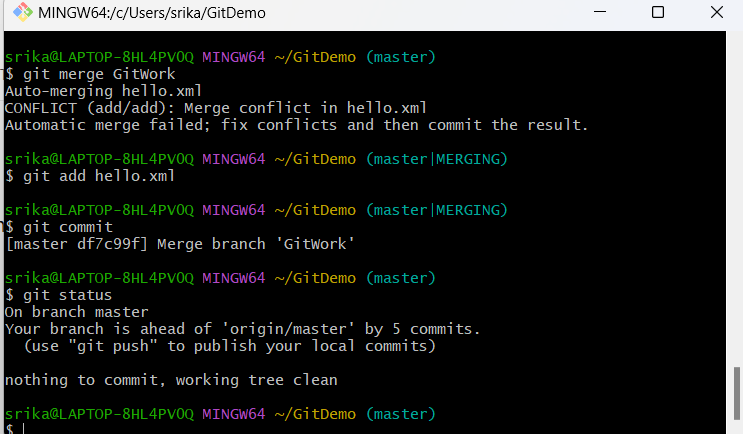 MINGW64:/c/Users/srika/GitDemo
srika@LAPTOP-8HL4PV0Q MINGW64 ~/GitDemo (master)
$ git merge GitWork
Auto-merging hello.xml
CONFLICT (add/add): Merge conflict in hello.xml
Automatic merge failed; fix conflicts and then commit the result.
srika@LAPTOP-8HL4PV0Q MINGW64 ~/GitDemo (master|MERGING)
$ git add hello.xml
srika@LAPTOP-8HL4PV0Q MINGW64 ~/GitDemo (master|MERGING)
$ git commit
[master df7c99f] Merge branch 'GitWork'
srika@LAPTOP-8HL4PV0Q MINGW64 ~/GitDemo (master)
$ git status
On branch master
Your branch is ahead of 'origin/master' by 5 commits.
  (use "git push" to publish your local commits)
nothing to commit, working tree clean
srika@LAPTOP-8HL4PV0Q MINGW64 ~/GitDemo (master)
$